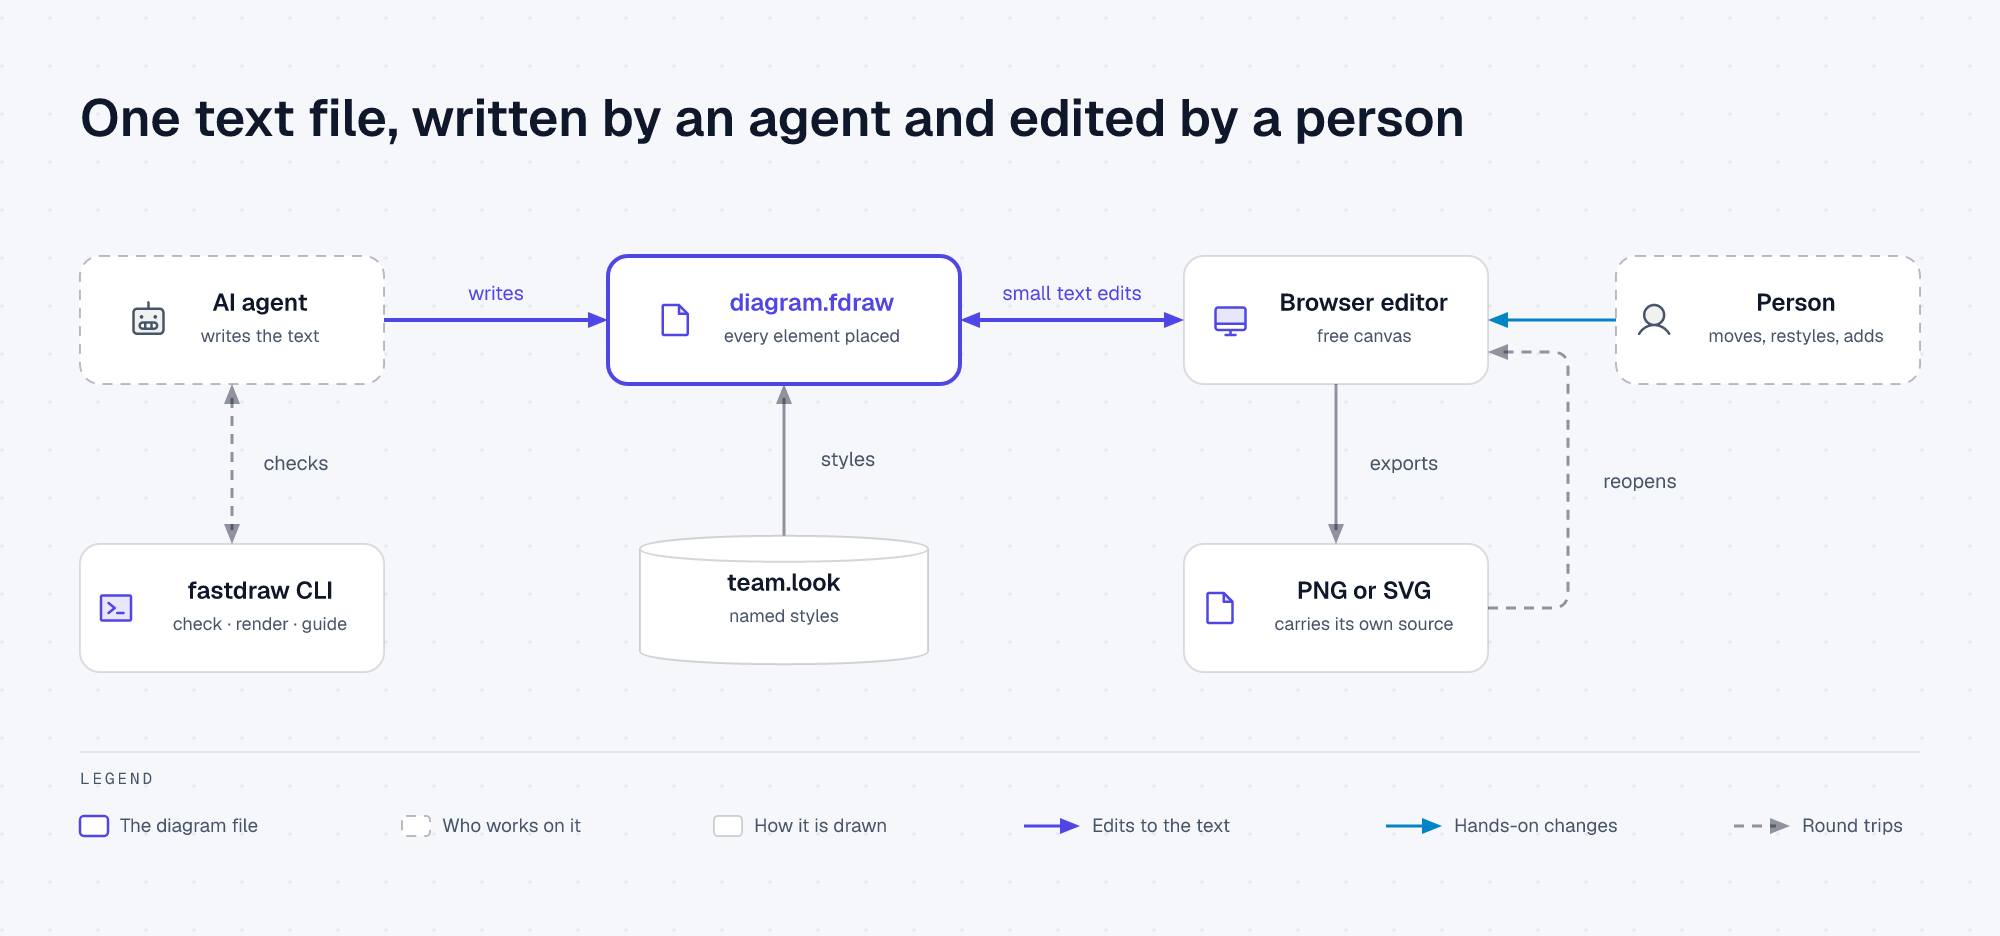 One text file, written by an agent and edited by a person
AI agent
writes the text
writes
diagram.fdraw
every element placed
small text edits
Browser editor
free canvas
Person
moves, restyles, adds
checks
styles
exports
reopens
fastdraw CLI
check · render · guide
team.look
named styles
PNG or SVG
carries its own source
LEGEND
The diagram file
Who works on it
How it is drawn
Edits to the text
Hands-on changes
Round trips